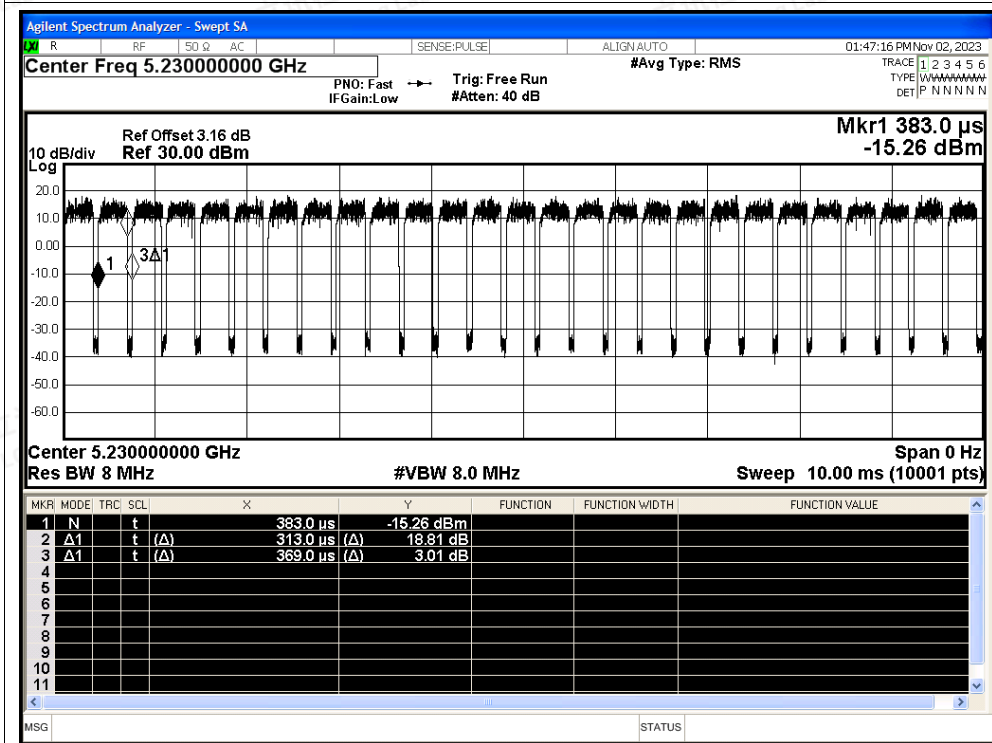 Agilent Spectrum Analyzer - Swept SA
LXI R RF 50 Ω AC SENSE:PULSE ALIGN AUTO 01:47:16 PM Nov 02, 2023
Center Freq 5.230000000 GHz #Avg Type: RMS TRACE 1 2 3 4 5 6
PNO: Fast Trig: Free Run TYPE WWWWWW
IFGain:Low #Atten: 40 dB DET P N N N N N
Mkr1 383.0 µs
Ref Offset 3.16 dB
10 dB/div Ref 30.00 dBm -15.26 dBm
Log
20.0
10.0
0.00
3Δ1
1
-10.0
-20.0
-30.0
-40.0
-50.0
-60.0
Center 5.230000000 GHz Span 0 Hz
Res BW 8 MHz #VBW 8.0 MHz Sweep 10.00 ms (10001 pts)
MKR MODE TRC SCL X Y FUNCTION FUNCTION WIDTH FUNCTION VALUE
1 N t 383.0 µs -15.26 dBm
2 Δ1 t (Δ) 313.0 µs (Δ) 18.81 dB
3 Δ1 t (Δ) 369.0 µs (Δ) 3.01 dB
4
5
6
7
8
9
10
11
MSG STATUS